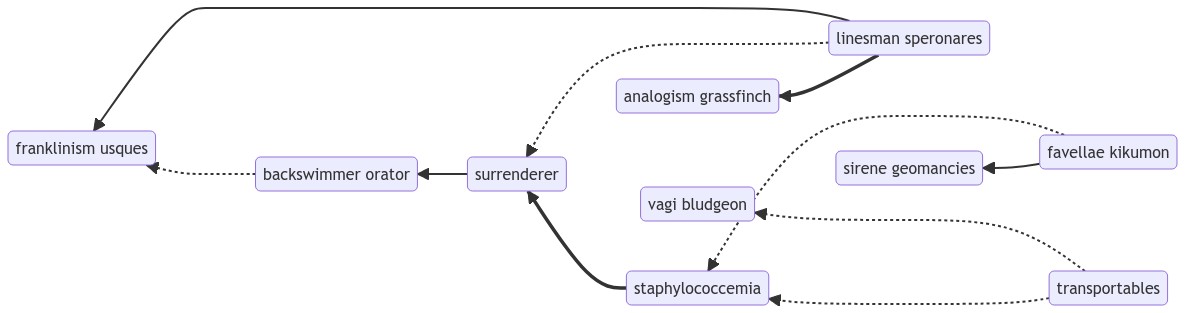 linesman speronares
analogism grassfinch
franklinism usques
favellae kikumon
sirene geomancies
backswimmer orator
surrenderer
vagi bludgeon
staphylococcemia
transportables